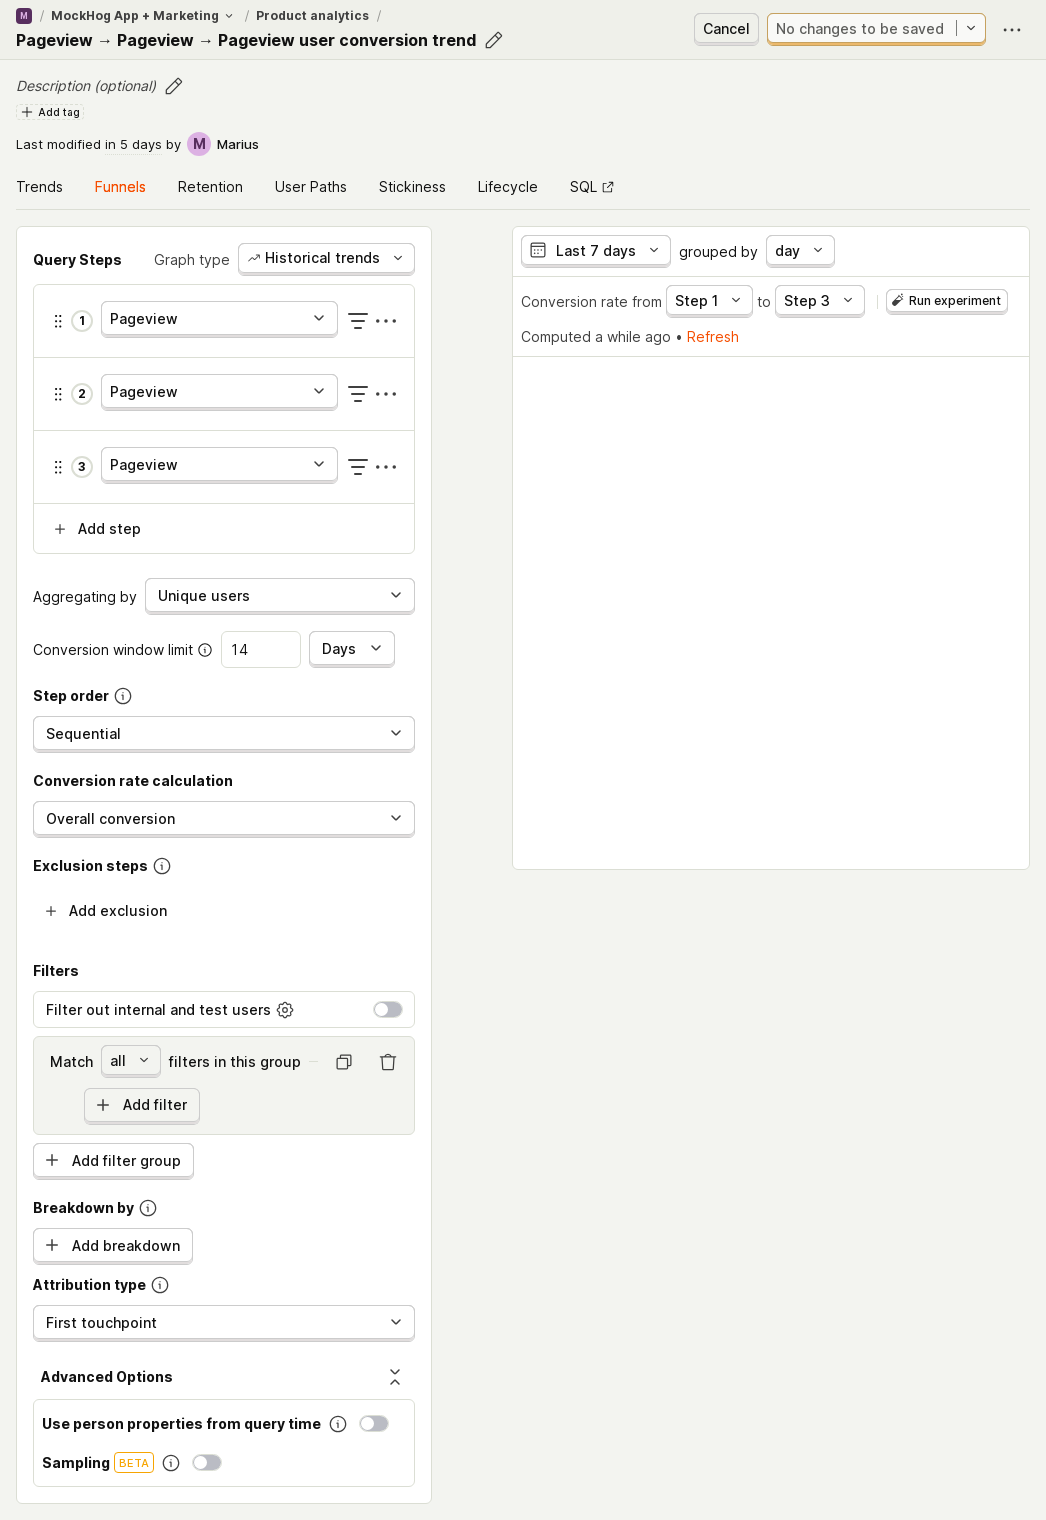 M / MockHog App + Marketing / Product analytics /
Pageview → Pageview → Pageview user conversion trend
Cancel
No changes to be saved
Description (optional)
Add tag
Last modified in 5 days by M Marius
Trends Funnels Retention User Paths Stickiness Lifecycle SQL
Query Steps Graph type Historical trends
1 Pageview
2 Pageview
3 Pageview
Add step
Aggregating by Unique users
Conversion window limit 14 Days
Step order
Sequential
Conversion rate calculation
Overall conversion
Exclusion steps
Add exclusion
Filters
Filter out internal and test users
Match all filters in this group
Add filter
Add filter group
Breakdown by
Add breakdown
Attribution type
First touchpoint
Advanced Options
Use person properties from query time
Sampling BETA
Last 7 days grouped by day
Conversion rate from Step 1 to Step 3 Run experiment
Computed a while ago • Refresh